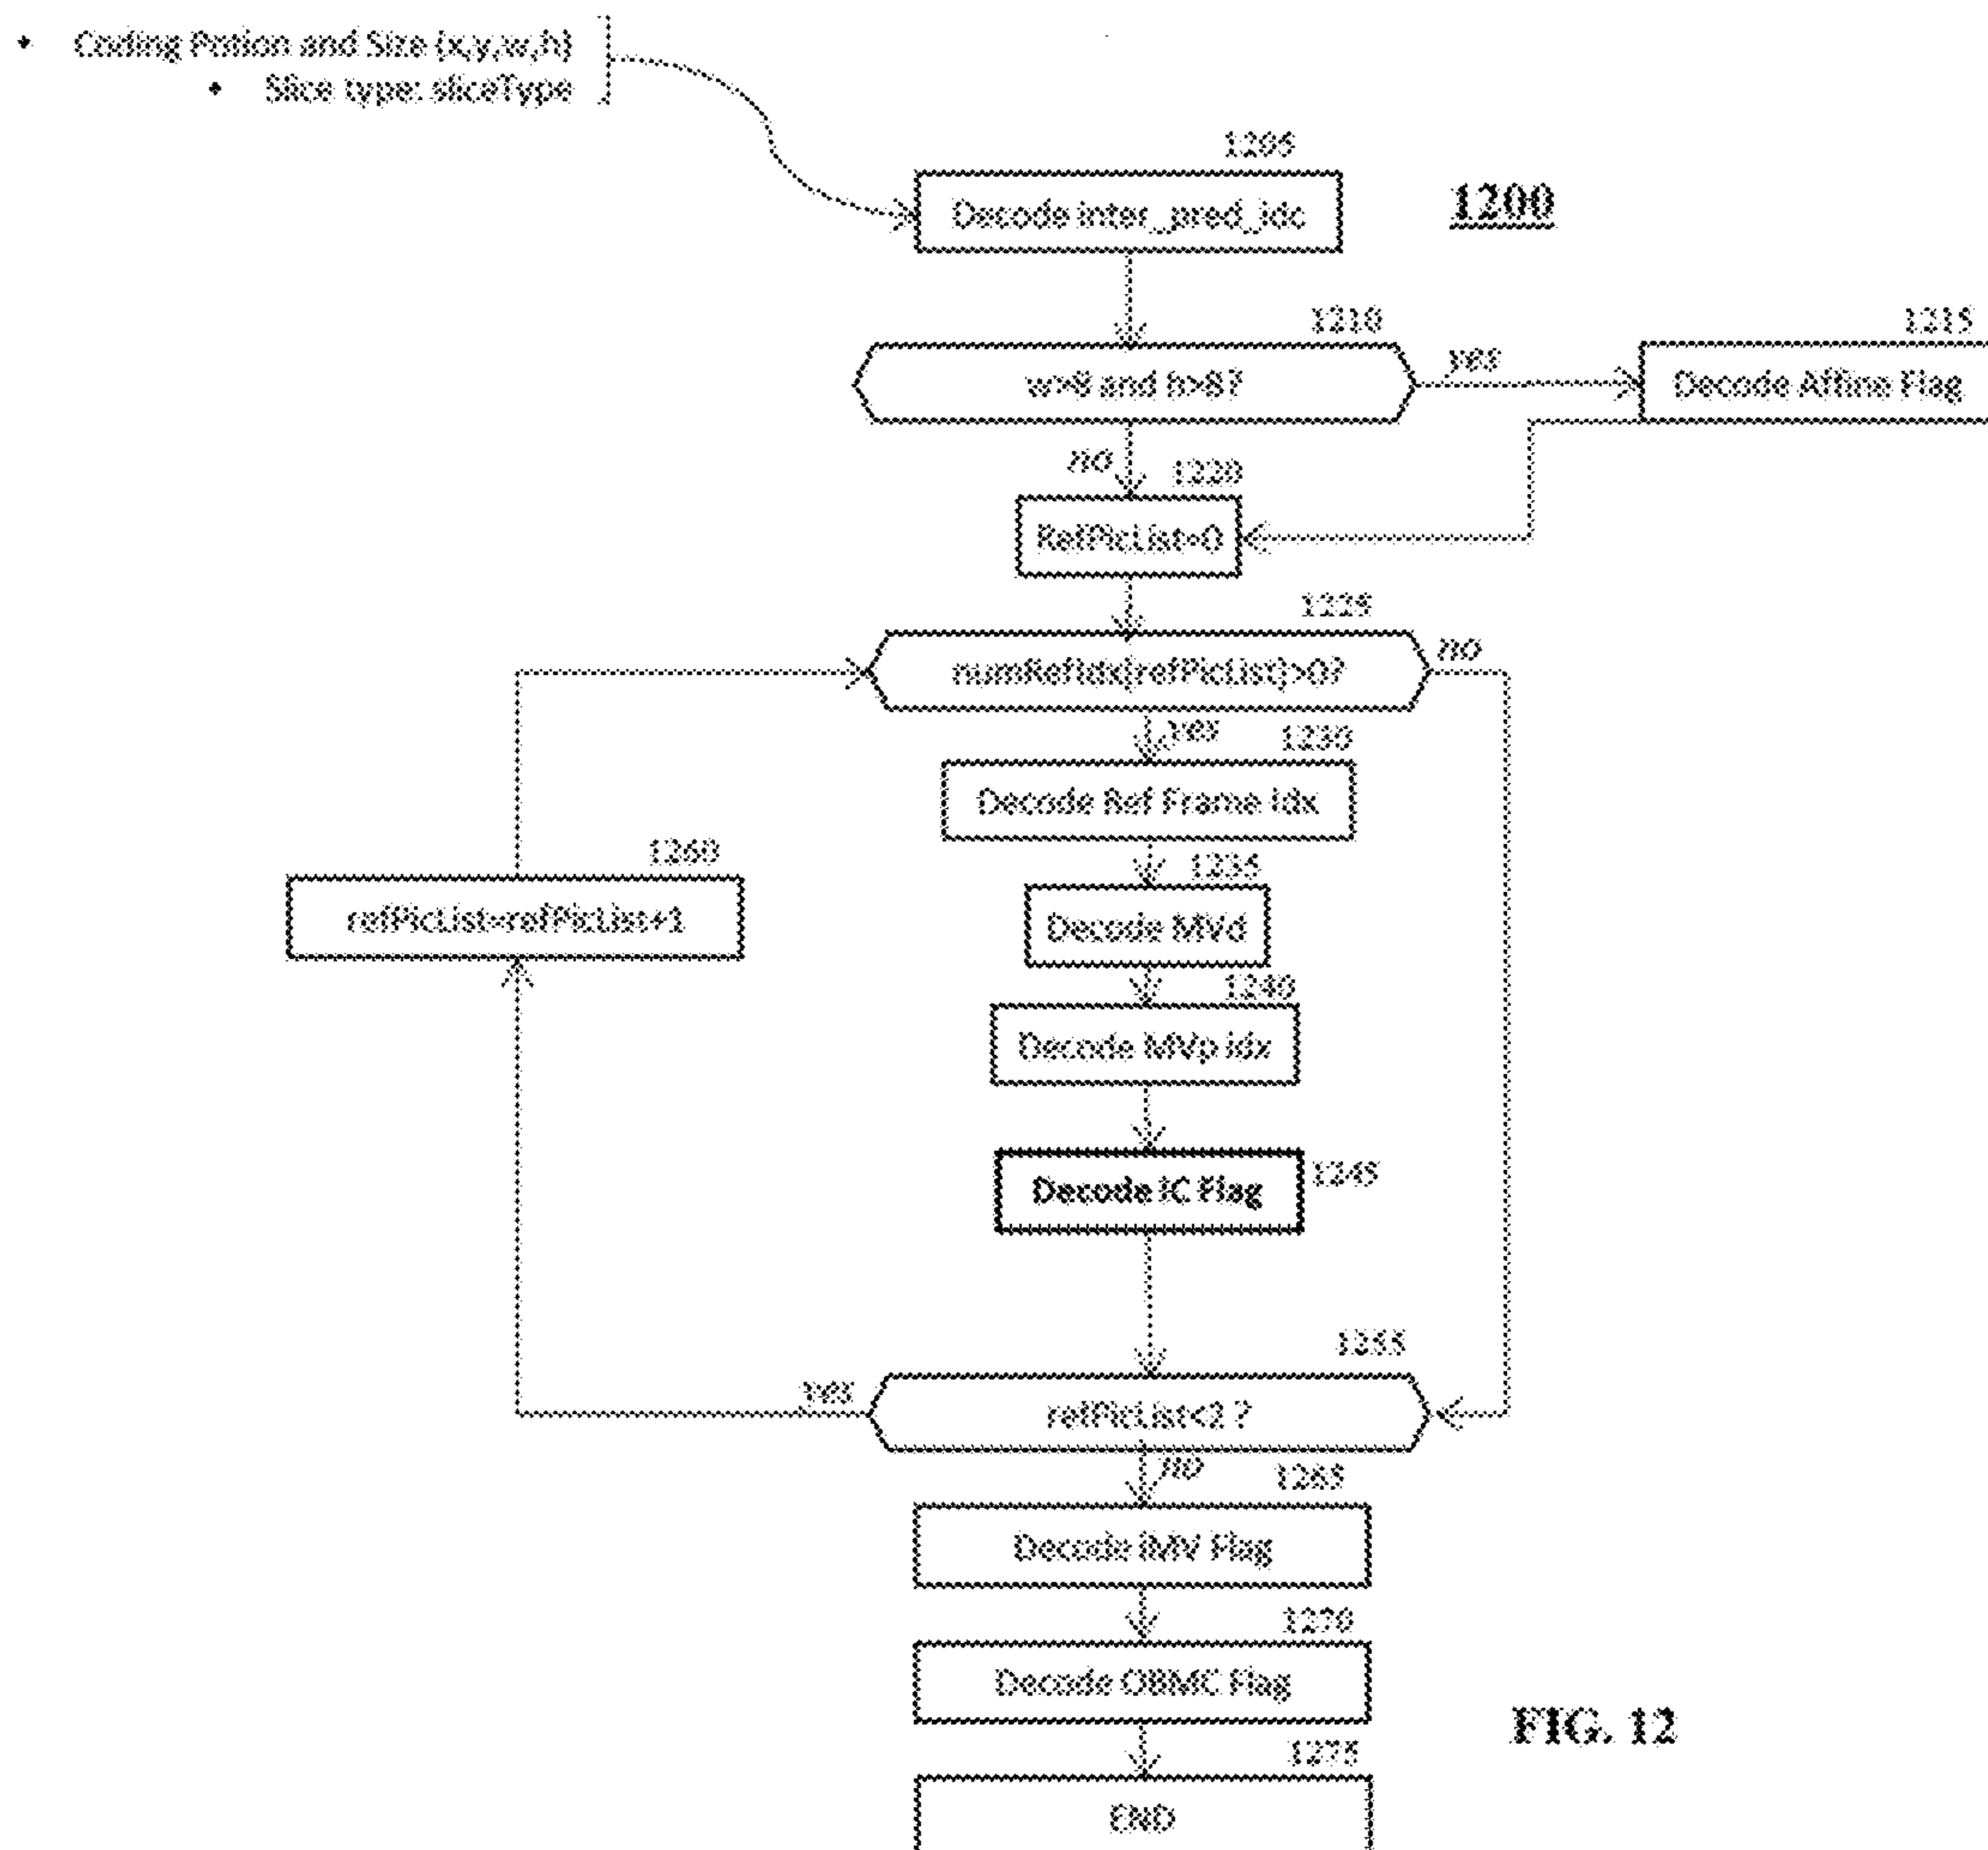 Coding Potion and Size (x,y,w,h)
Slice type: sliceType
1205
Decode inter_pred_idc
1200
1210
w>8 and h>8?
yes
1215
Decode Affine Flag
no
1220
RefPicList=0
1225
numRefIdx(refPicList)>0?
no
yes
1230
Decode Ref Frame idx
1235
Decode MVd
1240
Decode MVp idx
1245
Decode IC Flag
1260
refPicList=refPicList+1
1255
refPicList<2 ?
yes
no
1265
Decode iMV Flag
1270
Decode OBMC Flag
1275
END
FIG. 12